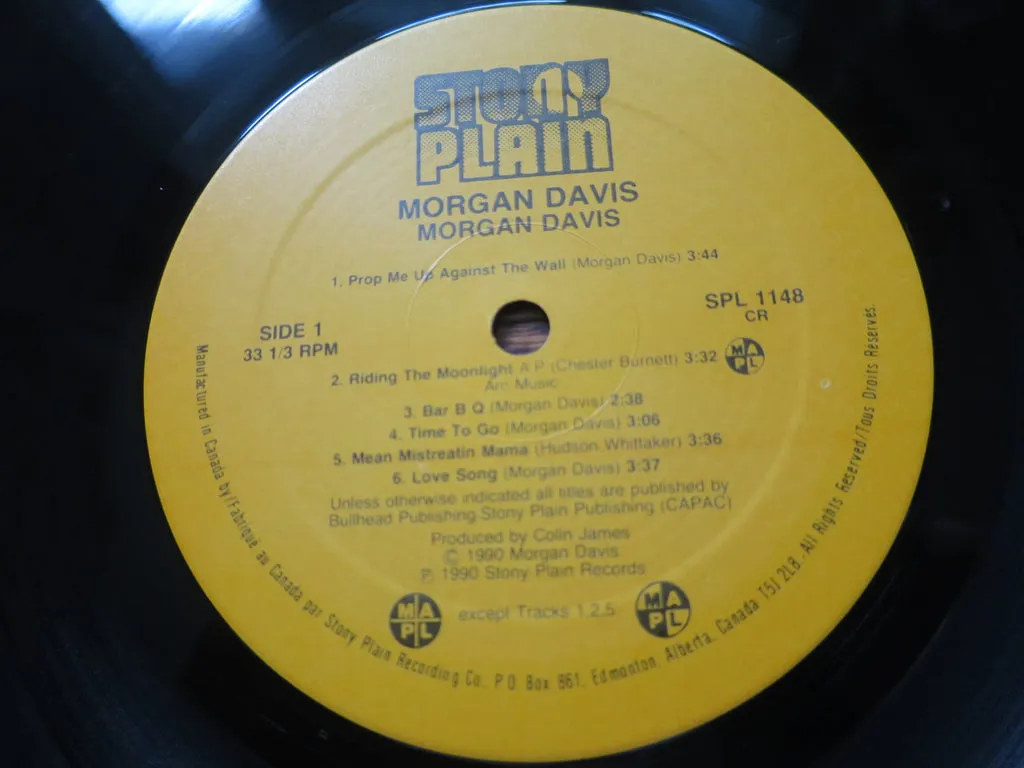 STONY
PLAIN
MORGAN DAVIS
MORGAN DAVIS
1. Prop Me Up Against The Wall (Morgan Davis) 3:44
SIDE 1
33 1/3 RPM
SPL 1148
CR
2. Riding The Moonlight A.P. (Chester Burnett) 3:32
MAPL
Arc Music
3. Bar B Q (Morgan Davis) 2:38
4. Time To Go (Morgan Davis) 3:06
5. Mean Mistreatin Mama (Hudson Whittaker) 3:36
6. Love Song (Morgan Davis) 3:37
Unless otherwise indicated all titles are published by
Bullhead Publishing Stony Plain Publishing (CAPAC)
Produced by Colin James
© 1990 Morgan Davis
℗ 1990 Stony Plain Records
MAPL
except Tracks 1.2.5
MAPL
Manufactured in Canada by/Fabrique au Canada par Stony Plain Recording Co., P O Box 861, Edmonton, Alberta, Canada T5J 2L8 - All Rights Reserved/Tous Droits Reserves.